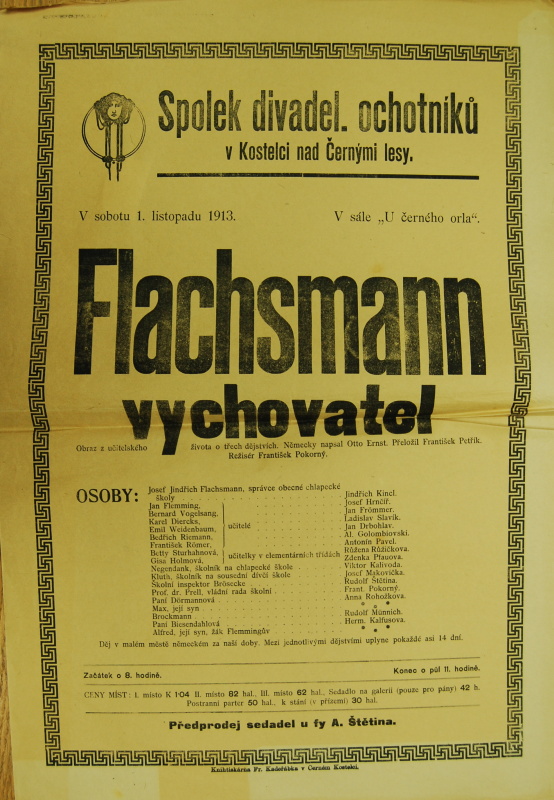 Spolek divadel. ochotníků
v Kostelci nad Černými lesy.
V sobotu 1. listopadu 1913. V sále „U černého orla“.
Flachsmann
vychovatel
Obraz z učitelského života o třech dějstvích. Německy napsal Otto Ernst. Přeložil František Petřík.
Režisér František Pokorný.
OSOBY:
Josef Jindřich Flachsmann, správce obecné chlapecké
školy . . . Jindřich Kincl.
Jan Flemming, Josef Hrnčíř.
Bernard Vogelsang, Jan Frömmer.
Karel Diercks, Ladislav Slavík.
Emil Weidenbaum, učitelé Jan Drbohlav.
Bedřich Riemann, Al. Golombiovski.
František Römer, Antonín Pavel.
Betty Sturhahnová, Růžena Růžičkova.
Gisa Holmová, učitelky v elementárních třídách Zdenka Pfauova.
Negendank, školník na chlapecké škole Viktor Kalivoda.
Kluth, školník na sousední dívčí škole Josef Makovička.
Školní inspektor Brösecke Rudolf Štětina.
Prof. dr. Prell, vládní rada školní Frant. Pokorný.
Paní Dörmannová Anna Rohožkova.
Max, její syn * * *
Brockmann Rudolf Münnich.
Paní Biesendahlová Herm. Kalfusova.
Alfred, její syn, žák Flemmingův * * *
Děj v malém městě německém za naší doby. Mezi jednotlivými dějstvími uplyne pokaždé asi 14 dní.
Začátek o 8. hodině. Konec o půl 11. hodině.
CENY MÍST: I. místo K 1·04 II. místo 82 hal., III. místo 62 hal., Sedadlo na galerii (pouze pro pány) 42 h.
Postranní parter 50 hal., k stání (v přízemí) 30 hal.
Předprodej sedadel u fy A. Štětina.
Knihtiskárna Fr. Kadeřábka v Černém Kostelci.